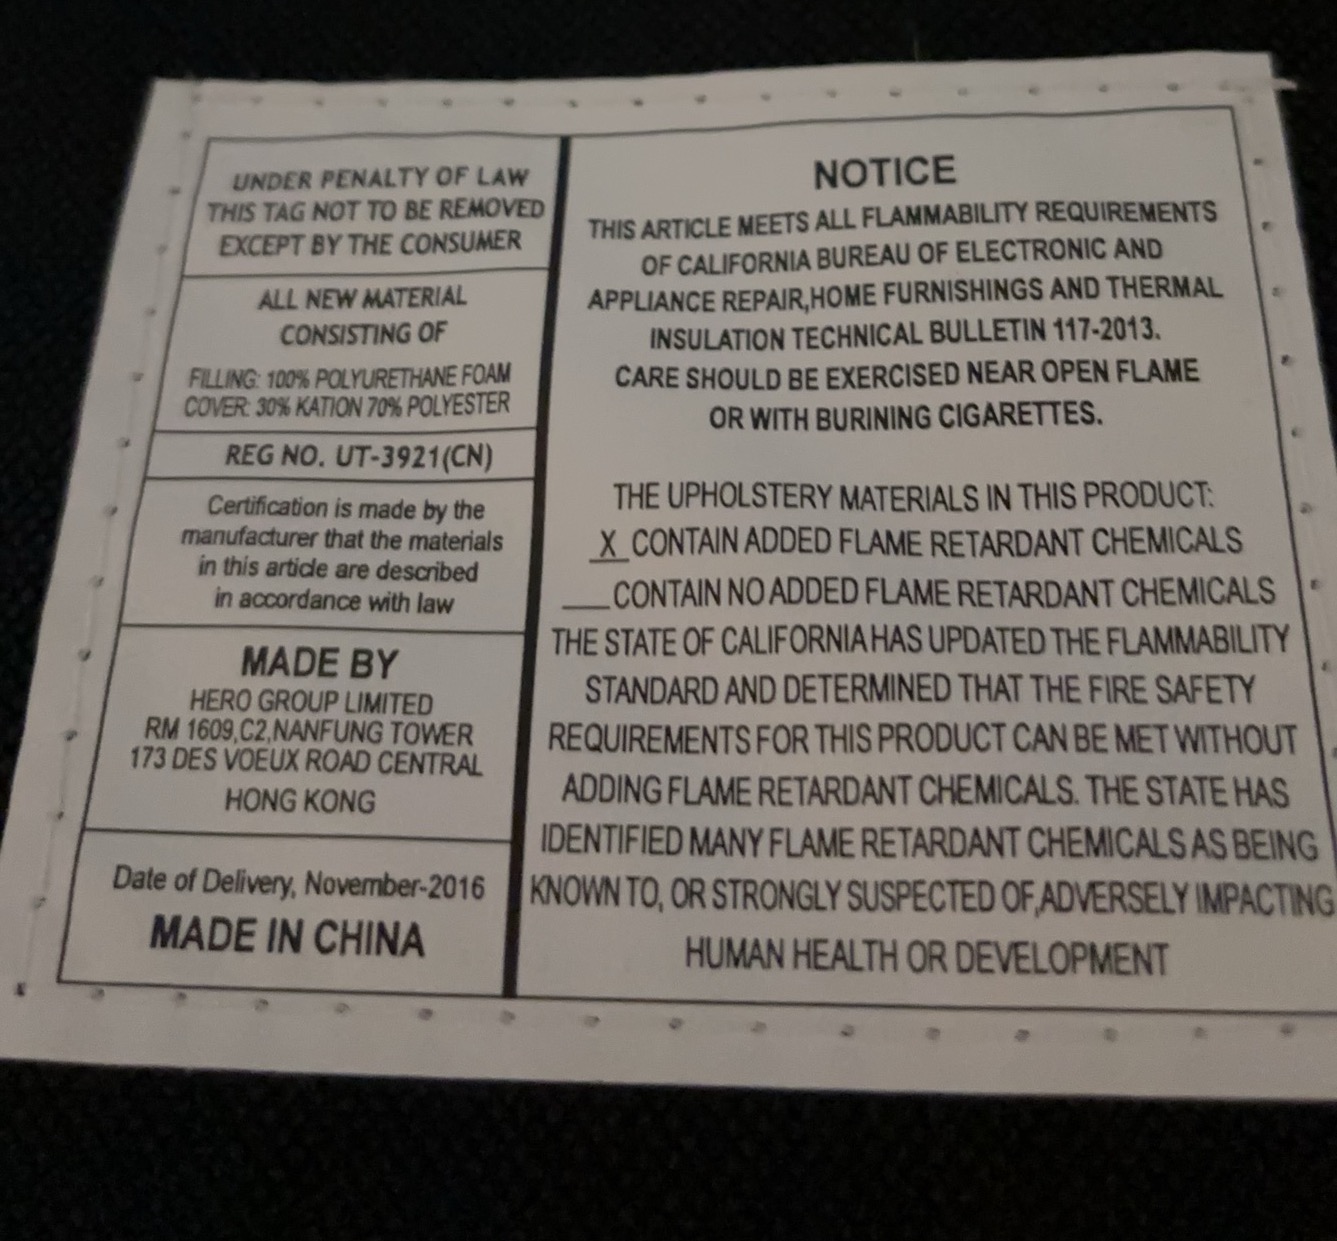 UNDER PENALTY OF LAW
THIS TAG NOT TO BE REMOVED
EXCEPT BY THE CONSUMER
ALL NEW MATERIAL
CONSISTING OF
FILLING: 100% POLYURETHANE FOAM
COVER: 30% KATION 70% POLYESTER
REG NO. UT-3921(CN)
Certification is made by the
manufacturer that the materials
in this article are described
in accordance with law
MADE BY
HERO GROUP LIMITED
RM 1609,C2,NANFUNG TOWER
173 DES VOEUX ROAD CENTRAL
HONG KONG
Date of Delivery, November-2016
MADE IN CHINA
NOTICE
THIS ARTICLE MEETS ALL FLAMMABILITY REQUIREMENTS
OF CALIFORNIA BUREAU OF ELECTRONIC AND
APPLIANCE REPAIR,HOME FURNISHINGS AND THERMAL
INSULATION TECHNICAL BULLETIN 117-2013.
CARE SHOULD BE EXERCISED NEAR OPEN FLAME
OR WITH BURINING CIGARETTES.
THE UPHOLSTERY MATERIALS IN THIS PRODUCT:
_X_CONTAIN ADDED FLAME RETARDANT CHEMICALS
___CONTAIN NO ADDED FLAME RETARDANT CHEMICALS
THE STATE OF CALIFORNIA HAS UPDATED THE FLAMMABILITY
STANDARD AND DETERMINED THAT THE FIRE SAFETY
REQUIREMENTS FOR THIS PRODUCT CAN BE MET WITHOUT
ADDING FLAME RETARDANT CHEMICALS. THE STATE HAS
IDENTIFIED MANY FLAME RETARDANT CHEMICALS AS BEING
KNOWN TO, OR STRONGLY SUSPECTED OF,ADVERSELY IMPACTING
HUMAN HEALTH OR DEVELOPMENT